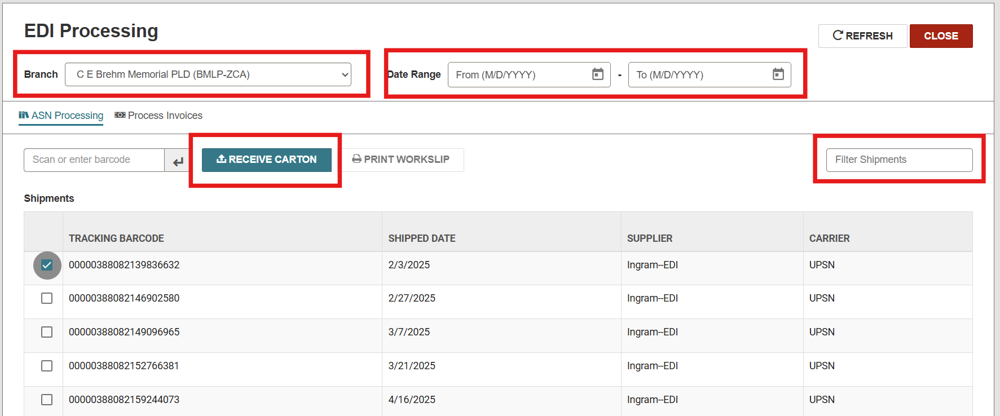 EDI Processing
REFRESH CLOSE
Branch C E Brehm Memorial PLD (BMLP-ZCA) Date Range From (M/D/YYYY) - To (M/D/YYYY)
ASN Processing Process Invoices
Scan or enter barcode RECEIVE CARTON PRINT WORKSLIP Filter Shipments
Shipments
TRACKING BARCODE SHIPPED DATE SUPPLIER CARRIER
00000388082139836632 2/3/2025 Ingram--EDI UPSN
00000388082146902580 2/27/2025 Ingram--EDI UPSN
00000388082149096965 3/7/2025 Ingram--EDI UPSN
00000388082152766381 3/21/2025 Ingram--EDI UPSN
00000388082159244073 4/16/2025 Ingram--EDI UPSN